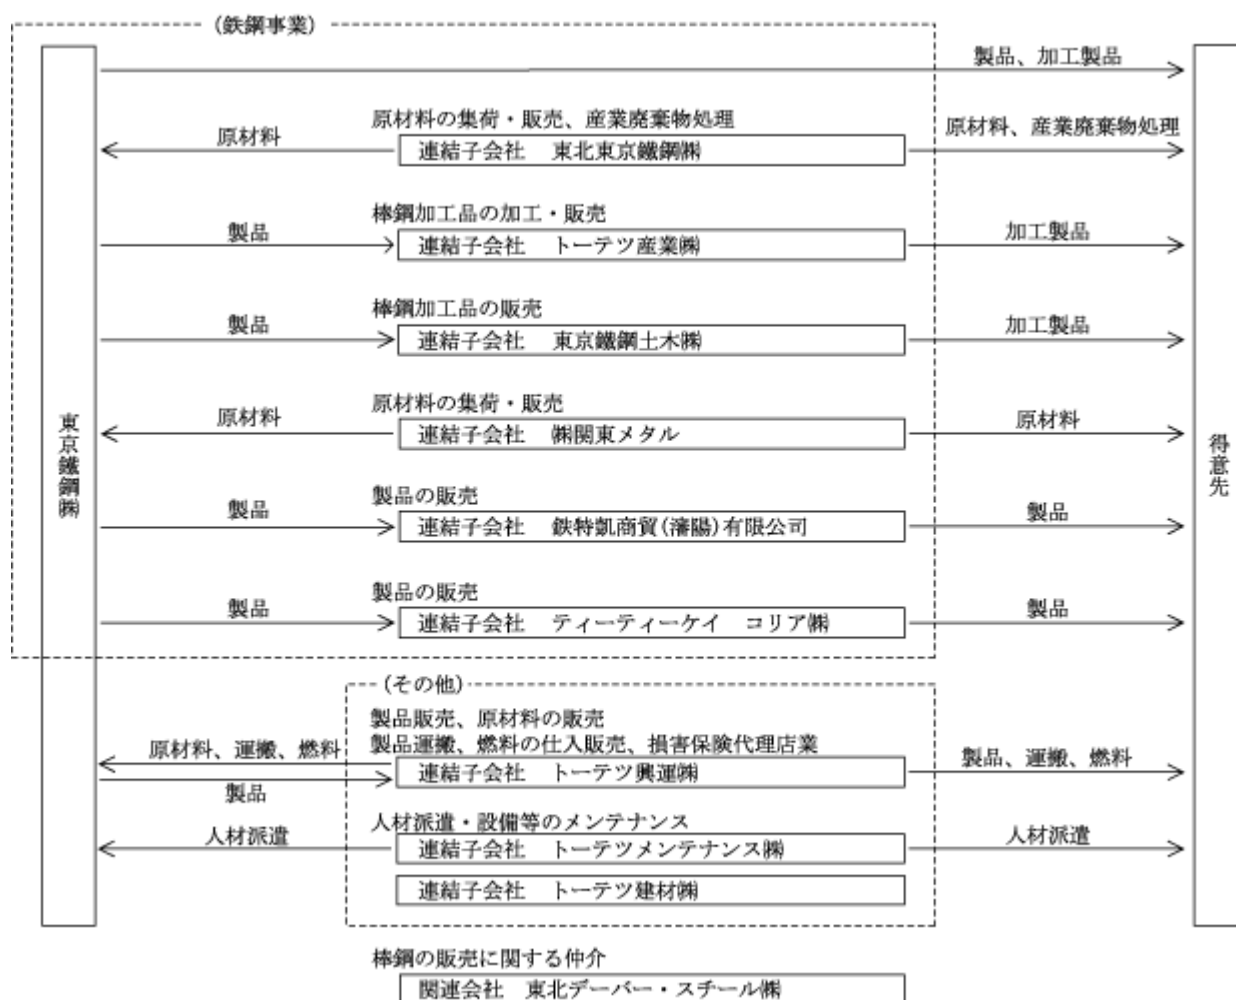 (鉄鋼事業)
製品、加工製品
原材料の集荷・販売、産業廃棄物処理
原材料
連結子会社 東北東京鐵鋼㈱
原材料、産業廃棄物処理
棒鋼加工品の加工・販売
製品
連結子会社 トーテツ産業㈱
加工製品
棒鋼加工品の販売
製品
連結子会社 東京鐵鋼土木㈱
加工製品
原材料の集荷・販売
原材料
連結子会社 ㈱関東メタル
原材料
東京鐵鋼㈱
得意先
製品の販売
製品
連結子会社 鉄特凱商貿(瀋陽)有限公司
製品
製品の販売
製品
連結子会社 ティーティーケイ コリア㈱
製品
(その他)
製品販売、原材料の販売
製品運搬、燃料の仕入販売、損害保険代理店業
原材料、運搬、燃料
連結子会社 トーテツ興運㈱
製品、運搬、燃料
製品
人材派遣・設備等のメンテナンス
人材派遣
連結子会社 トーテツメンテナンス㈱
人材派遣
連結子会社 トーテツ建材㈱
棒鋼の販売に関する仲介
関連会社 東北デーバー・スチール㈱